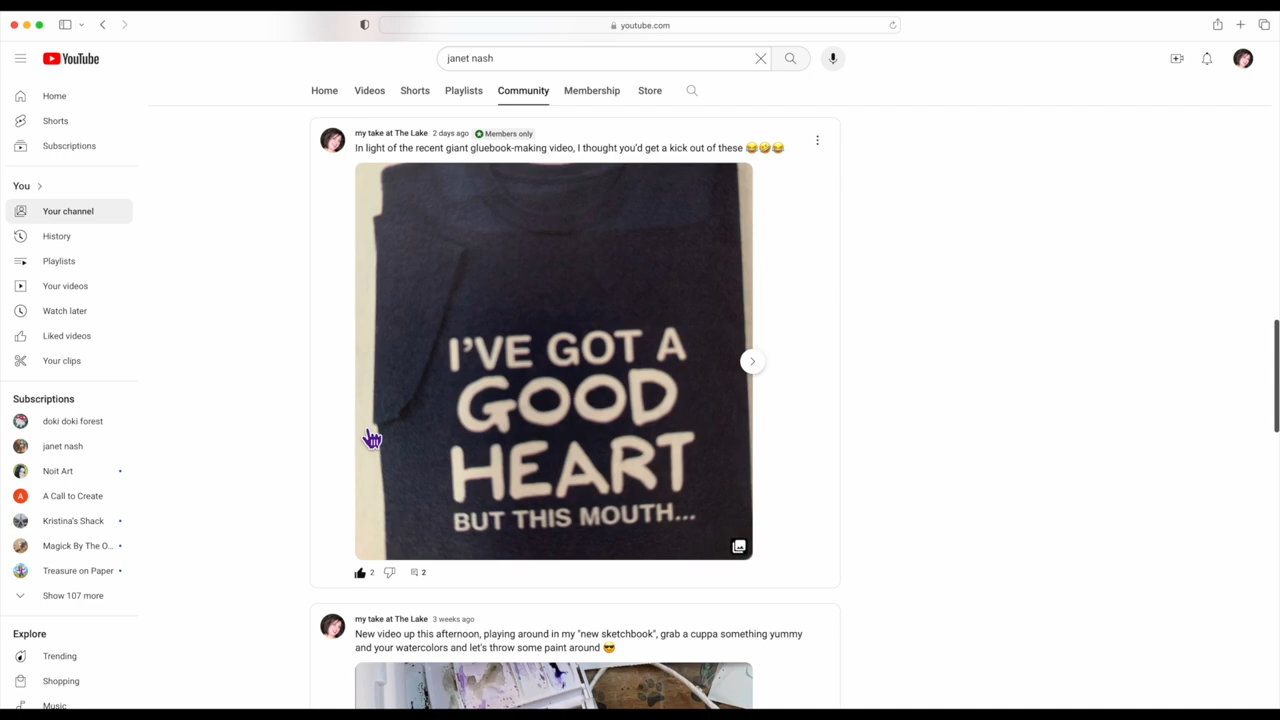 youtube.com
YouTube
janet nash
Home
Videos
Shorts
Playlists
Community
Membership
Store
Home
Shorts
Subscriptions
You
Your channel
History
Playlists
Your videos
Watch later
Liked videos
Your clips
Subscriptions
doki doki forest
janet nash
Noit Art
A
A Call to Create
Kristina's Shack
Magick By The O...
Treasure on Paper
Show 107 more
Explore
Trending
Shopping
Music
my take at The Lake 2 days ago Members only
In light of the recent giant gluebook-making video, I thought you'd get a kick out of these 😂🤣😂
I'VE GOT A
GOOD
HEART
BUT THIS MOUTH...
2
2
my take at The Lake 3 weeks ago
New video up this afternoon, playing around in my "new sketchbook", grab a cuppa something yummy
and your watercolors and let's throw some paint around 😎